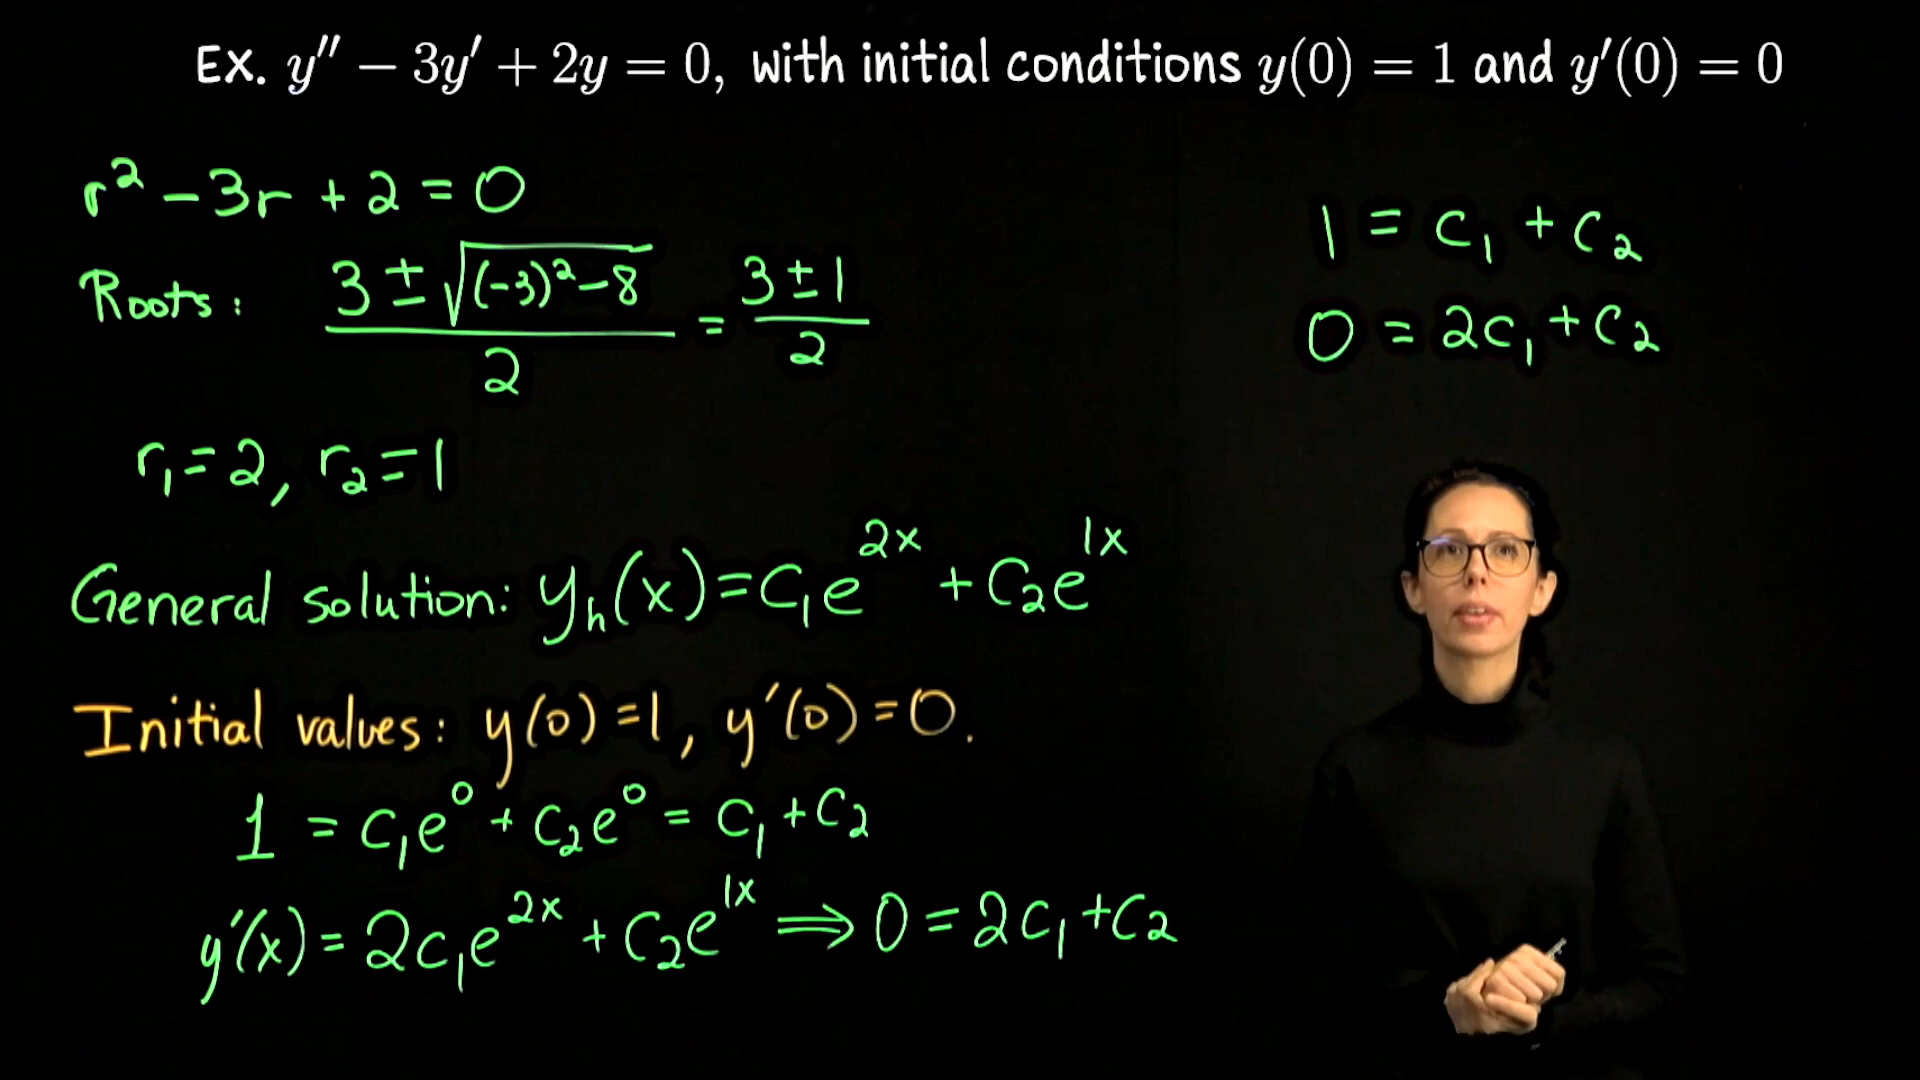 Ex. y'' − 3y' + 2y = 0, with initial conditions y(0) = 1 and y'(0) = 0
r² − 3r + 2 = 0
Roots: (3 ± √((-3)² − 8))/2 = (3 ± 1)/2
r₁ = 2, r₂ = 1
General solution: yₕ(x) = c₁e^(2x) + c₂e^(1x)
Initial values: y(0) = 1, y'(0) = 0.
1 = c₁e⁰ + c₂e⁰ = c₁ + c₂
y'(x) = 2c₁e^(2x) + c₂e^(1x) ⟹ 0 = 2c₁ + c₂
1 = c₁ + c₂
0 = 2c₁ + c₂